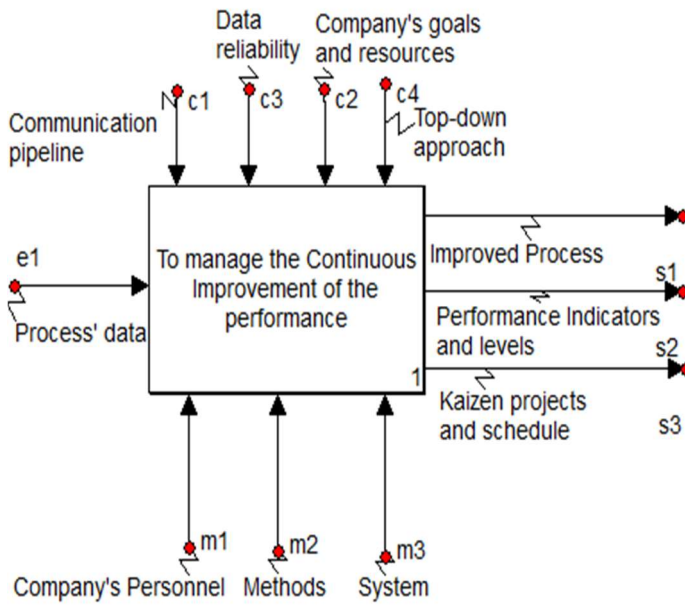 Data
reliability
Company's goals
and resources
c1
c3
c2
c4
Communication
pipeline
Top-down
approach
e1
Process' data
To manage the Continuous
Improvement of the
performance
1
Improved Process
s1
Performance Indicators
and levels
s2
Kaizen projects
and schedule
s3
m1
m2
m3
Company's Personnel
Methods
System